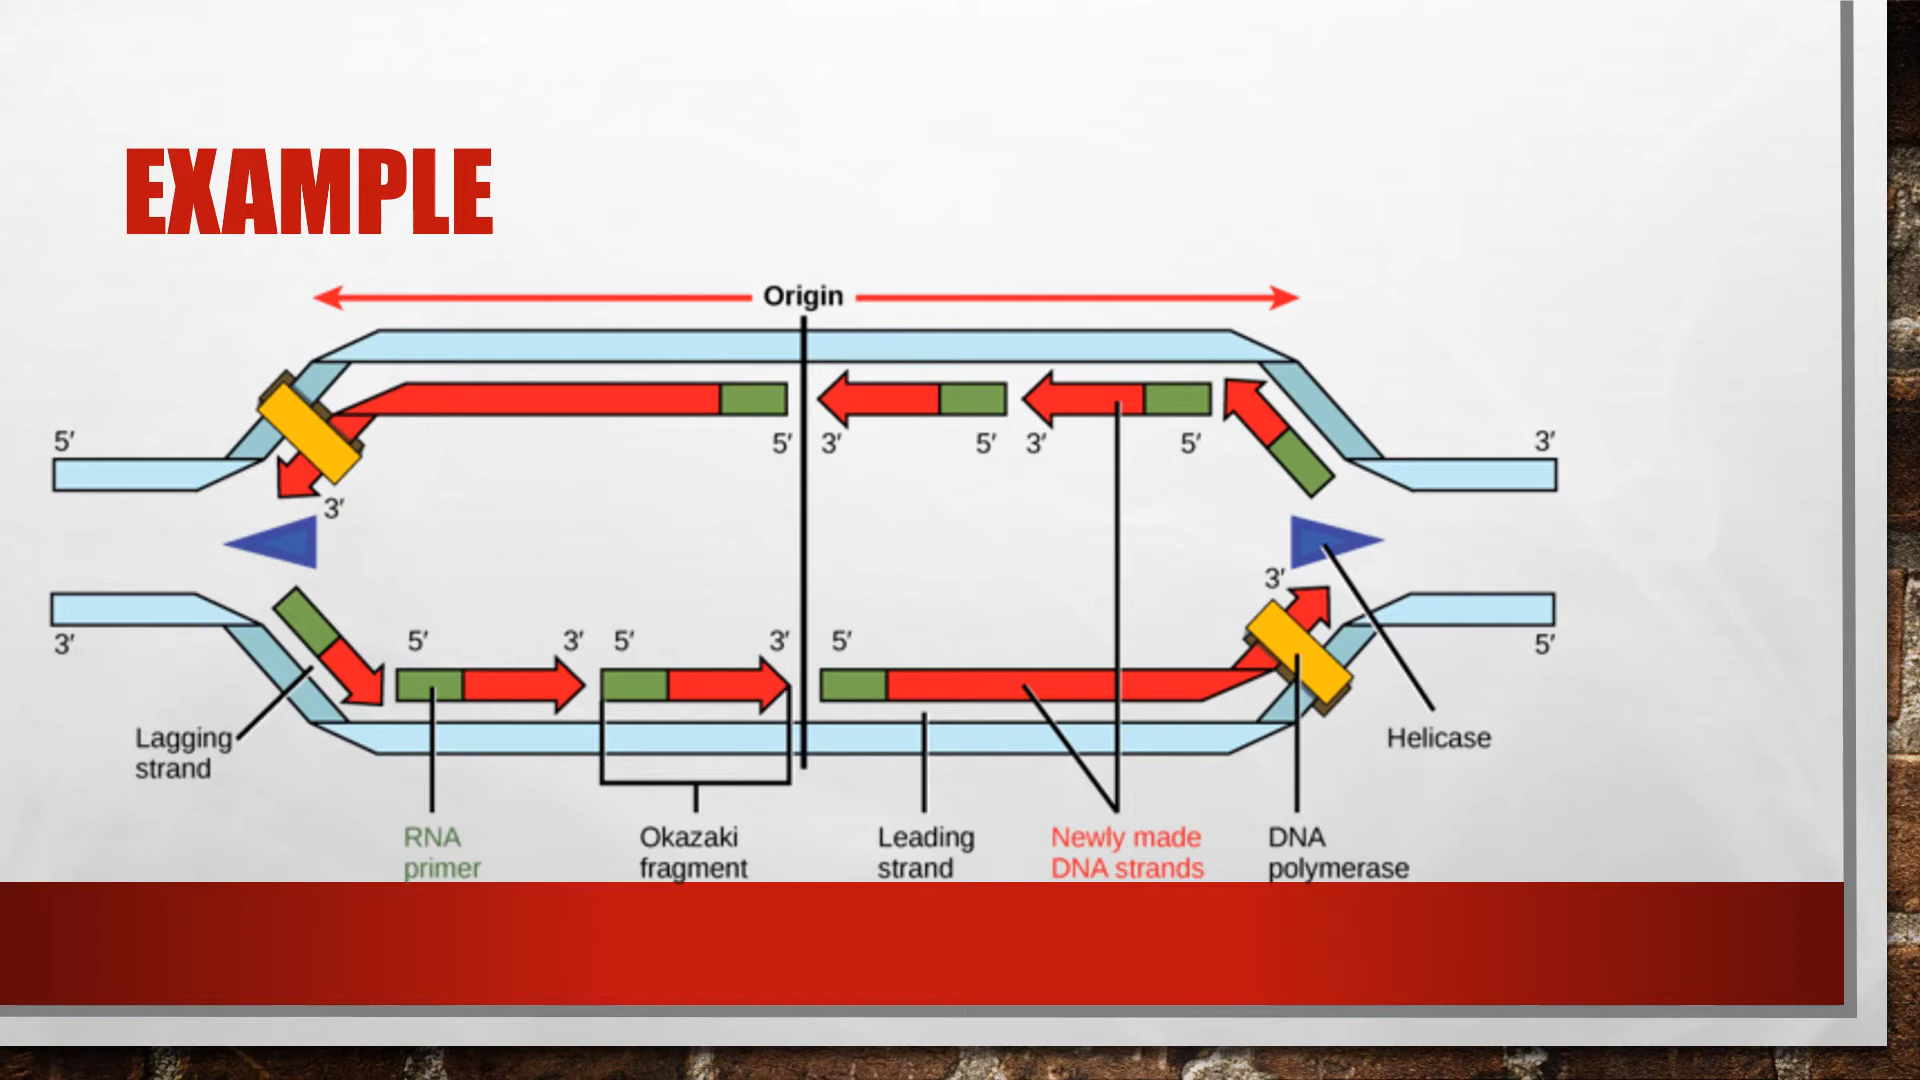 EXAMPLE
Origin
5′
3′
5′ 3′ 5′ 3′ 5′
3′
3′
3′
5′
5′ 3′ 5′ 3′ 5′
Lagging
strand
Helicase
RNA
primer
Okazaki
fragment
Leading
strand
Newly made
DNA strands
DNA
polymerase